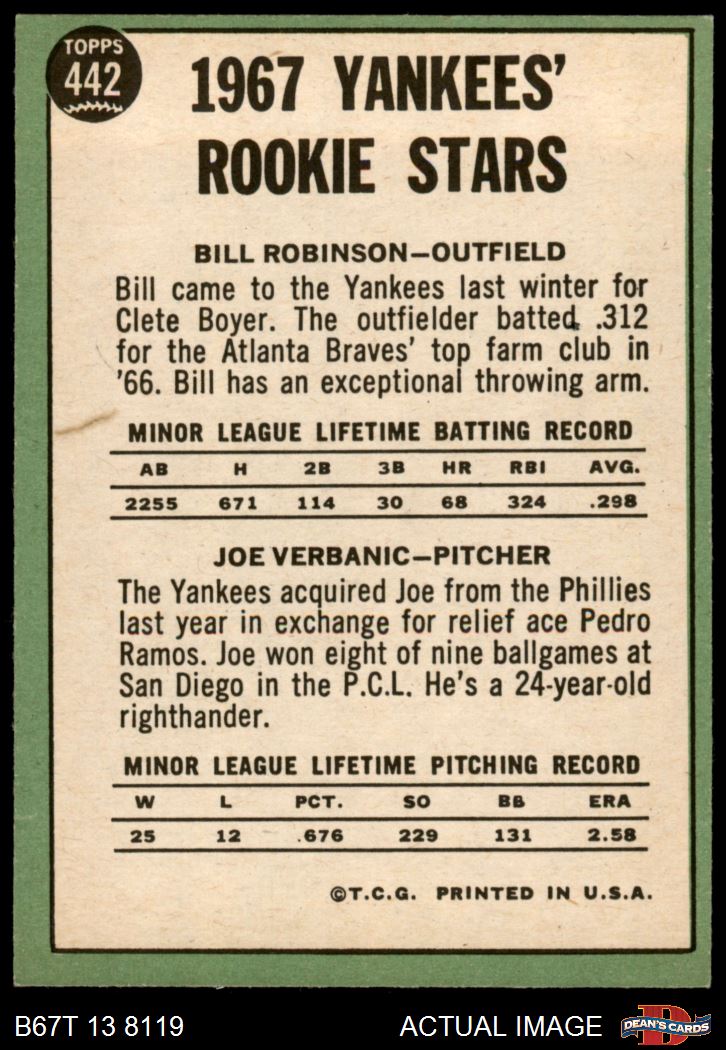 TOPPS
442
1967 YANKEES'
ROOKIE STARS
BILL ROBINSON—OUTFIELD
Bill came to the Yankees last winter for
Clete Boyer. The outfielder batted .312
for the Atlanta Braves' top farm club in
'66. Bill has an exceptional throwing arm.
MINOR LEAGUE LIFETIME BATTING RECORD
AB H 2B 3B HR RBI AVG.
2255 671 114 30 68 324 .298
JOE VERBANIC—PITCHER
The Yankees acquired Joe from the Phillies
last year in exchange for relief ace Pedro
Ramos. Joe won eight of nine ballgames at
San Diego in the P.C.L. He's a 24-year-old
righthander.
MINOR LEAGUE LIFETIME PITCHING RECORD
W L PCT. SO BB ERA
25 12 .676 229 131 2.58
©T.C.G. PRINTED IN U.S.A.
B67T 13 8119 ACTUAL IMAGE D DEAN'S CARDS